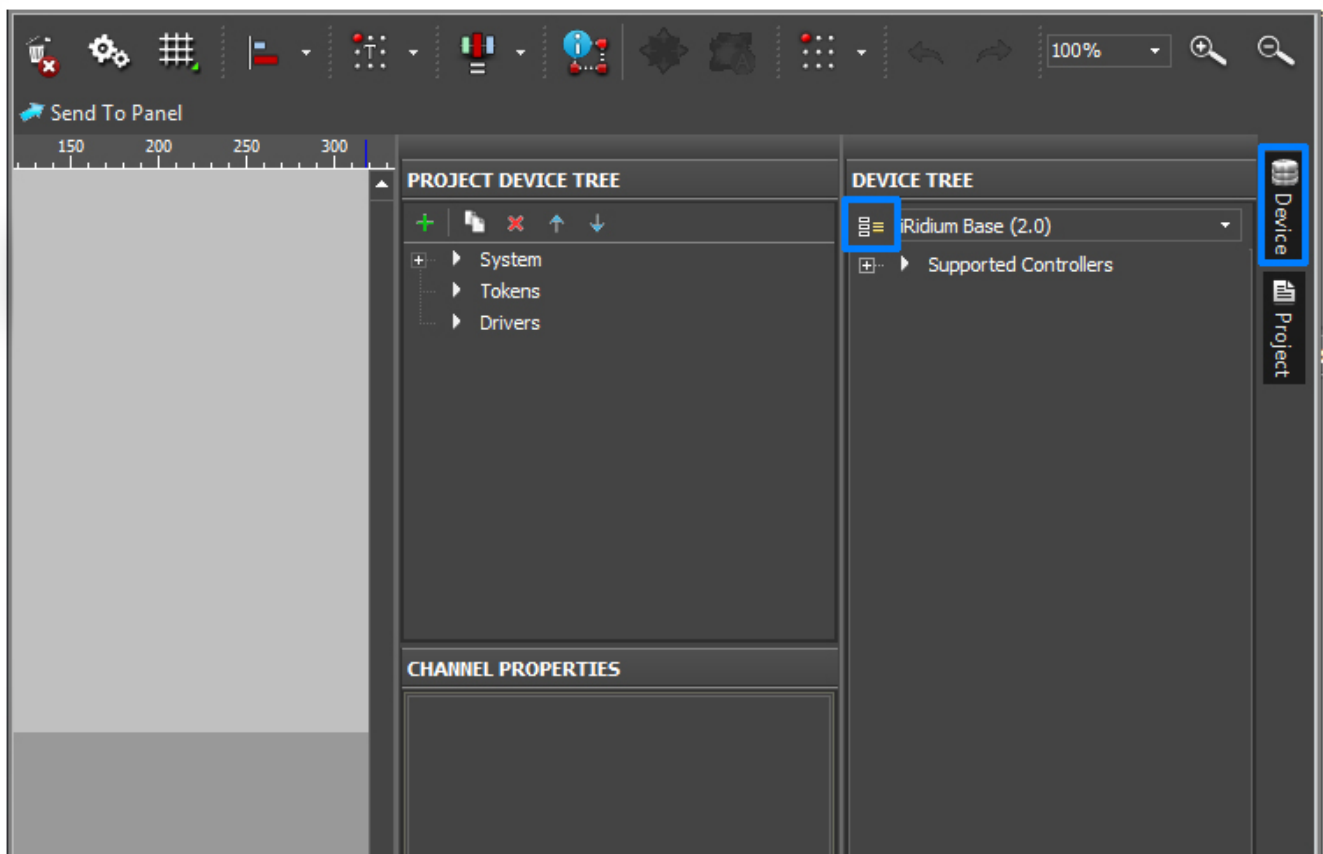 100%
Send To Panel
150 200 250 300
PROJECT DEVICE TREE
System
Tokens
Drivers
CHANNEL PROPERTIES
DEVICE TREE
iRidium Base (2.0)
Supported Controllers
Device
Project